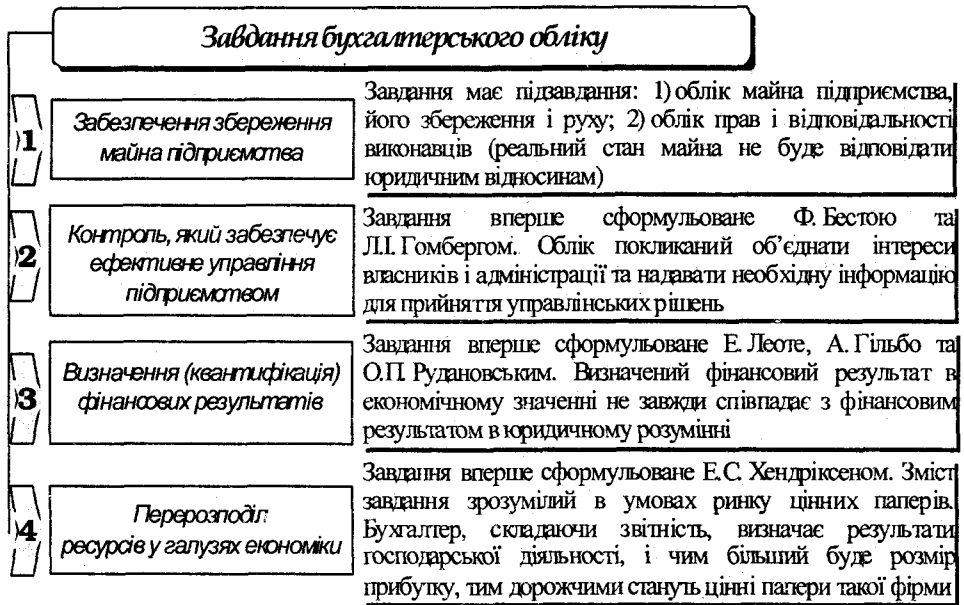 Завдання бухгалтерського обліку
1
Забезпечення збереження
майна підприємства
Завдання має підзавдання: 1) облік майна підприємства,
його збереження і руху; 2) облік прав і відповідальності
виконавців (реальний стан майна не буде відповідати
юридичним відносинам)
2
Контроль, який забезпечує
ефективне управління
підприємством
Завдання вперше сформульоване Ф. Бестою та
Л.І. Гомбергом. Облік покликаний об’єднати інтереси
власників і адміністрації та надавати необхідну інформацію
для прийняття управлінських рішень
3
Визначення (квантифікація)
фінансових результатів
Завдання вперше сформульоване Е. Леоте, А. Гільбо та
О.П. Рудановським. Визначений фінансовий результат в
економічному значенні не завжди співпадає з фінансовим
результатом в юридичному розумінні
4
Перерозподіл
ресурсів у галузях економіки
Завдання вперше сформульоване Е.С. Хендріксеном. Зміст
завдання зрозумілий в умовах ринку цінних паперів.
Бухгалтер, складаючи звітність, визначає результати
господарської діяльності, і чим більший буде розмір
прибутку, тим дорожчими стануть цінні папери такої фірми